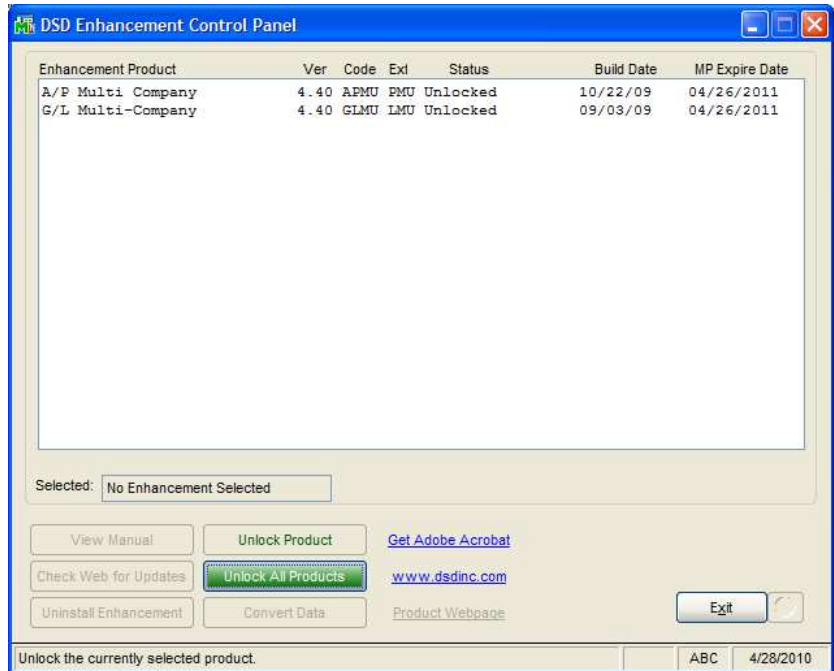 DSD Enhancement Control Panel
Enhancement Product Ver Code Ext Status Build Date MP Expire Date
A/P Multi Company 4.40 APMU PMU Unlocked 10/22/09 04/26/2011
G/L Multi-Company 4.40 GLMU LMU Unlocked 09/03/09 04/26/2011
Selected: No Enhancement Selected
View Manual Unlock Product Get Adobe Acrobat
Check Web for Updates Unlock All Products www.dsdinc.com
Uninstall Enhancement Convert Data Product Webpage Exit
Unlock the currently selected product. ABC 4/28/2010